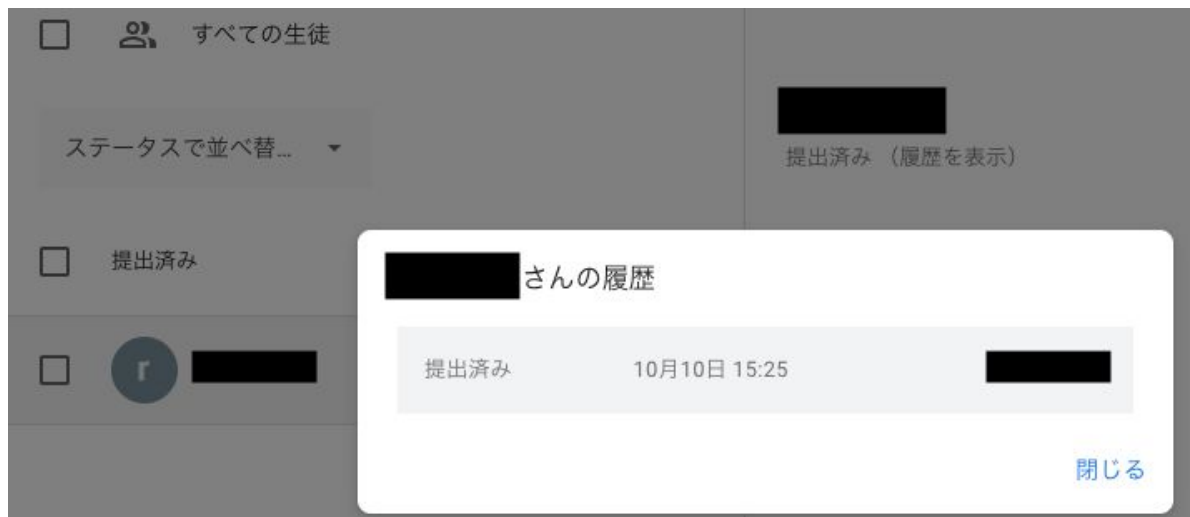 すべての生徒
ステータスで並べ替...
提出済み （履歴を表示）
提出済み
r
さんの履歴
提出済み 10月10日 15:25
閉じる